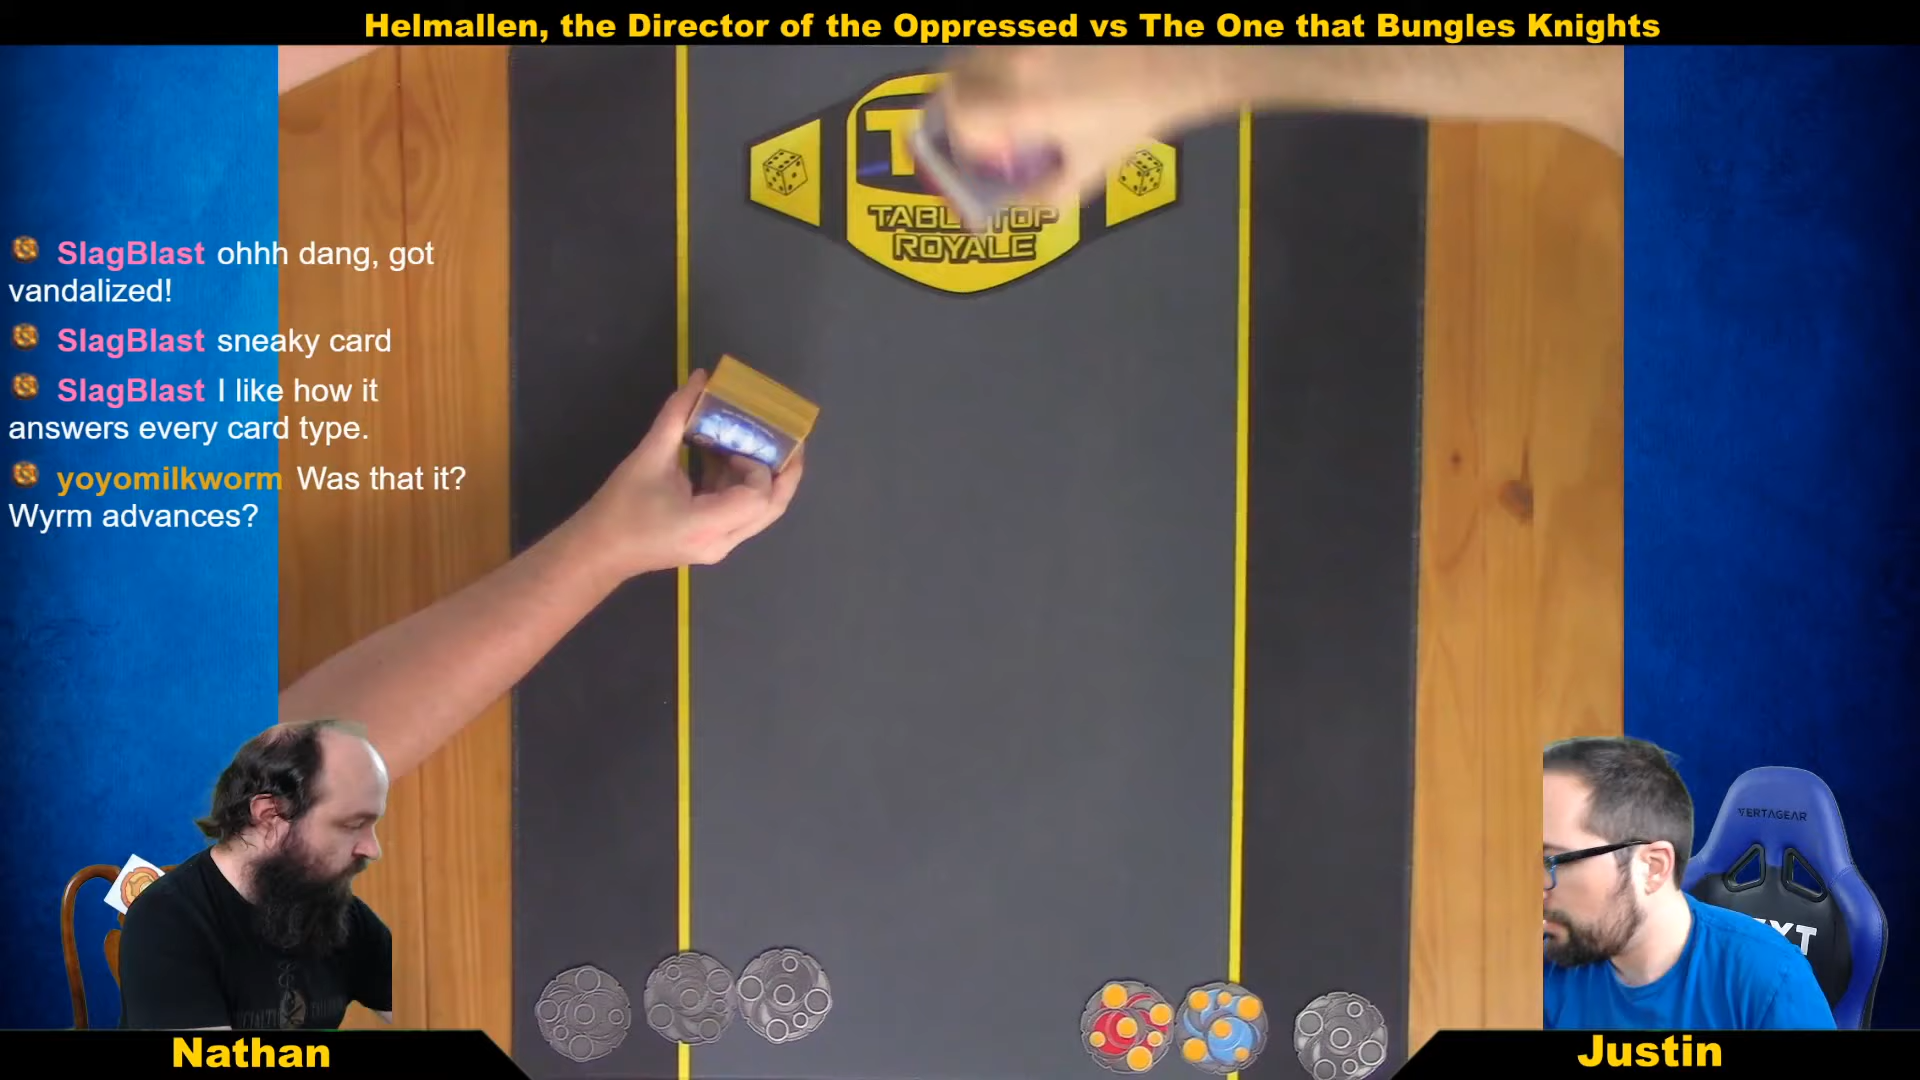 Helmallen, the Director of the Oppressed vs The One that Bungles Knights
SlagBlast ohhh dang, got
vandalized!
SlagBlast sneaky card
SlagBlast I like how it
answers every card type.
yoyomilkworm Was that it?
Wyrm advances?
ROYALE
VERTAGEAR
Nathan
Justin